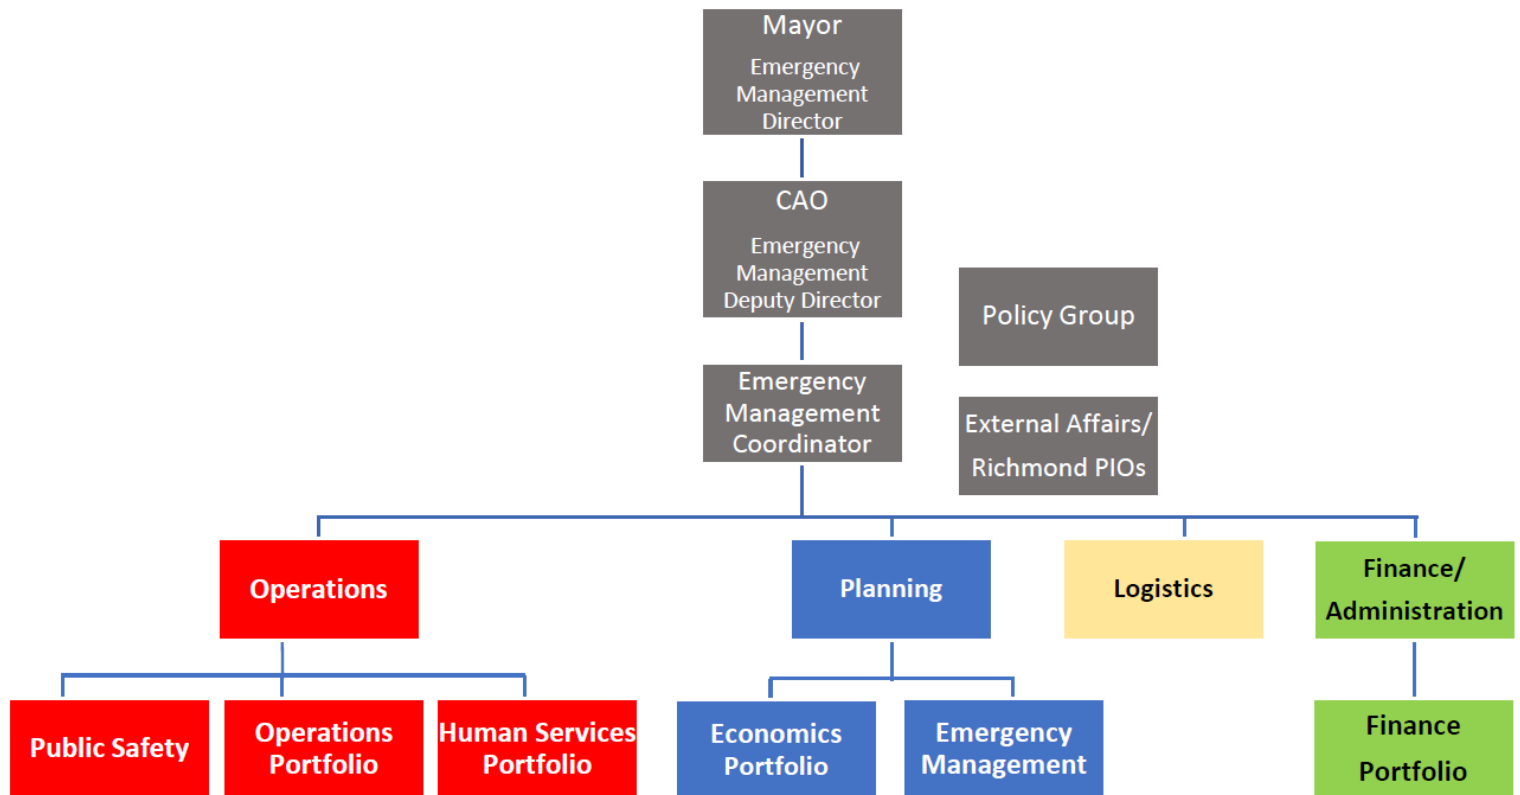 Mayor
Emergency
Management
Director
CAO
Emergency
Management
Deputy Director
Policy Group
Emergency
Management
Coordinator
External Affairs/
Richmond PIOs
Operations
Planning
Logistics
Finance/
Administration
Public Safety
Operations
Portfolio
Human Services
Portfolio
Economics
Portfolio
Emergency
Management
Finance
Portfolio